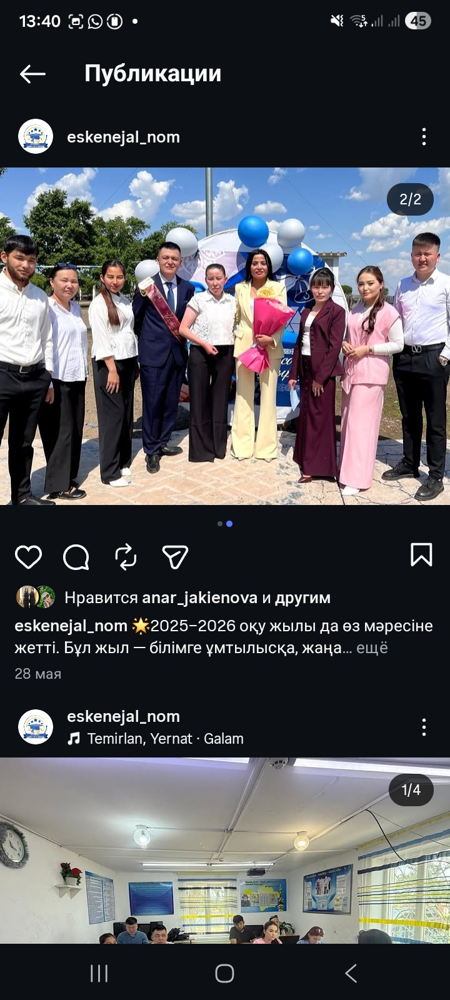 13:40
45
Публикации
eskenejal_nom
2/2
Нравится anar_jakienova и другим
eskenejal_nom 🌟2025–2026 оқу жылы да өз мәресіне
жетті. Бұл жыл — білімге ұмтылысқа, жаңа... ещё
28 мая
eskenejal_nom
Temirlan, Yernat · Galam
1/4